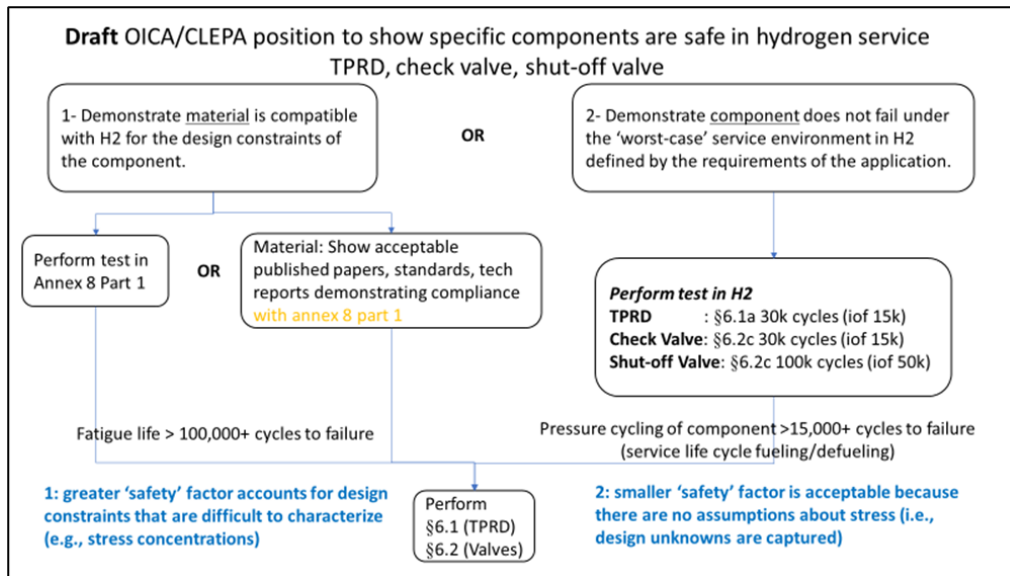 Draft OICA/CLEPA position to show specific components are safe in hydrogen service
TPRD, check valve, shut-off valve
1- Demonstrate material is compatible
with H2 for the design constraints of
the component.
OR
2- Demonstrate component does not fail under
the ‘worst-case’ service environment in H2
defined by the requirements of the application.
Perform test in
Annex 8 Part 1
OR
Material: Show acceptable
published papers, standards, tech
reports demonstrating compliance
with annex 8 part 1
Perform test in H2
TPRD : §6.1a 30k cycles (iof 15k)
Check Valve: §6.2c 30k cycles (iof 15k)
Shut-off Valve: §6.2c 100k cycles (iof 50k)
Fatigue life > 100,000+ cycles to failure
Pressure cycling of component >15,000+ cycles to failure
(service life cycle fueling/defueling)
1: greater ‘safety’ factor accounts for design
constraints that are difficult to characterize
(e.g., stress concentrations)
Perform
§6.1 (TPRD)
§6.2 (Valves)
2: smaller ‘safety’ factor is acceptable because
there are no assumptions about stress (i.e.,
design unknowns are captured)